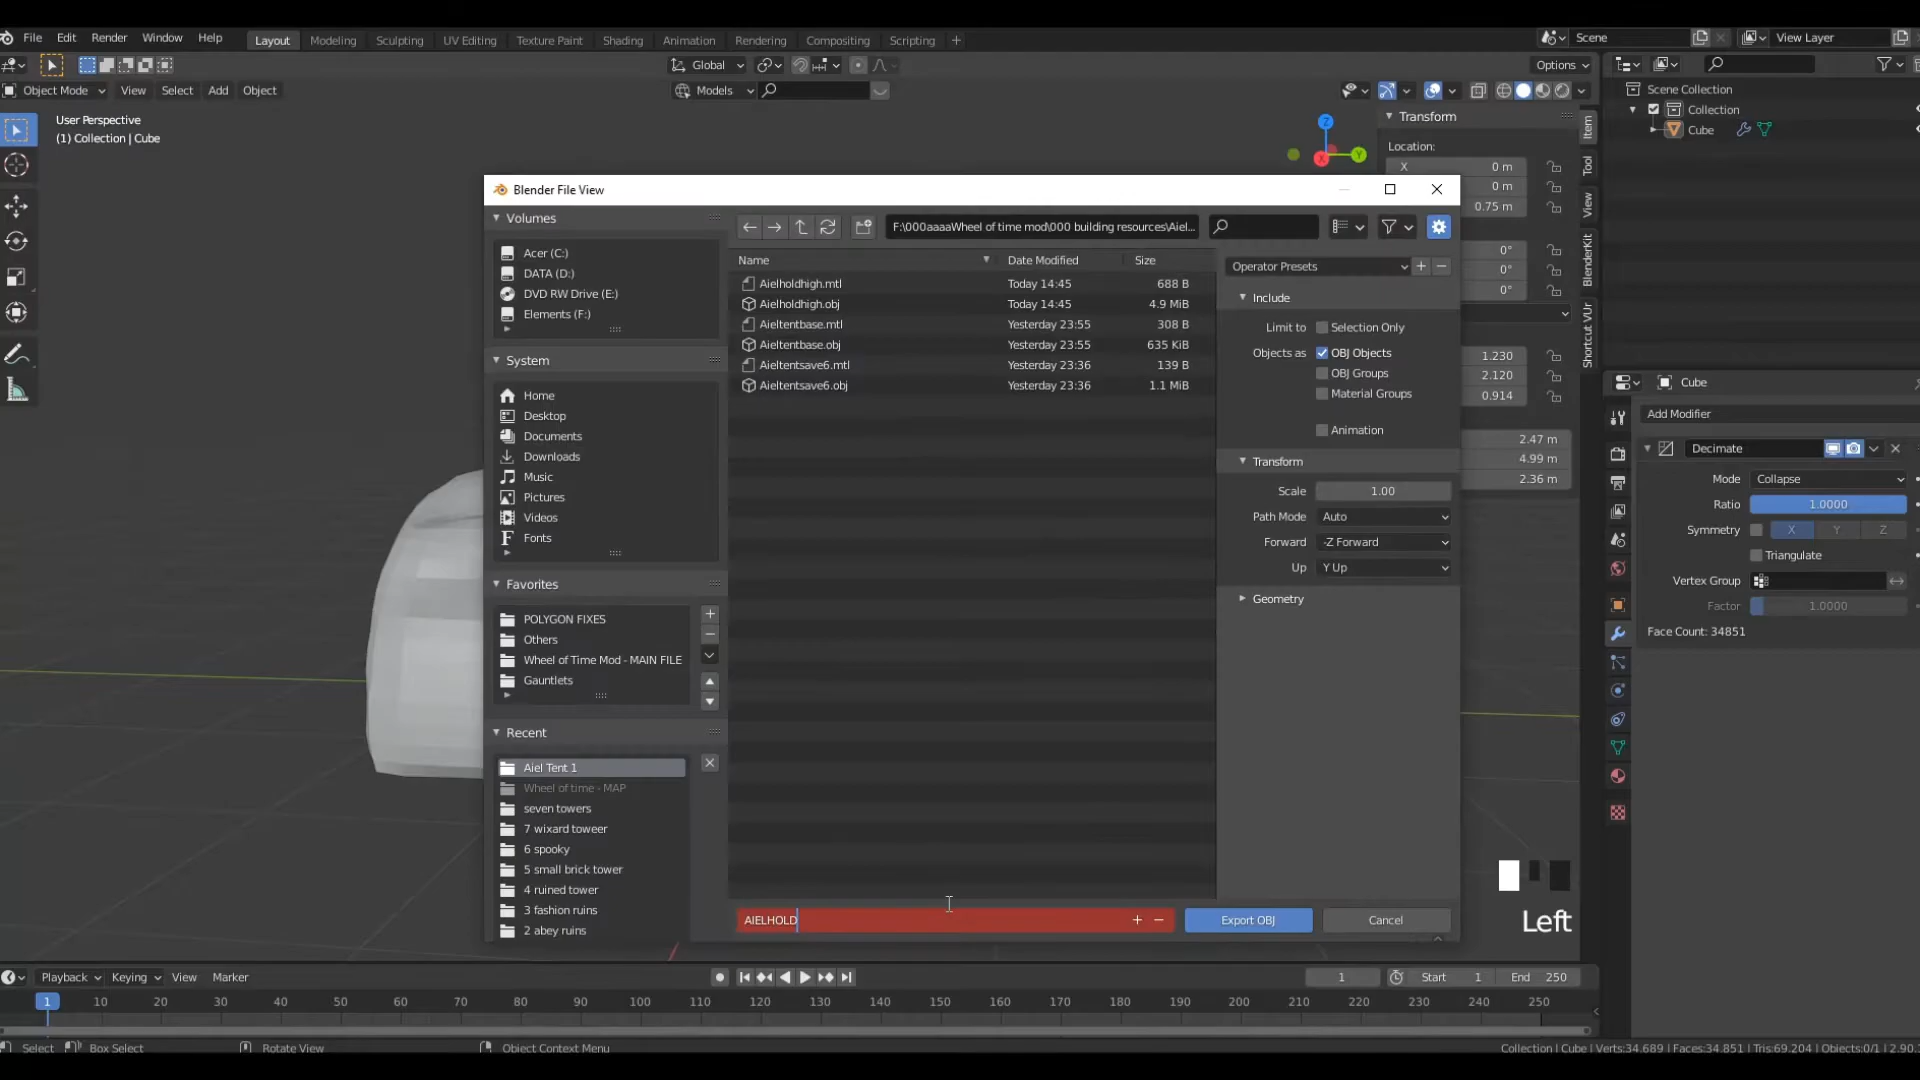 File Edit Render Window Help Layout Modeling Sculpting UV Editing Texture Paint Shading Animation Rendering Compositing Scripting + Scene View Layer
Global Options
Object Mode View Select Add Object Models
User Perspective
(1) Collection | Cube
Z
Y
X
Transform
Location:
X 0 m
0 m
0.75 m
0°
0°
0°
1.230
2.120
0.914
2.47 m
4.99 m
2.36 m
Item
Tool
View
BlenderKit
Shortcut VUr
Scene Collection
Collection
Cube
Cube
Add Modifier
Decimate
Mode Collapse
Ratio 1.0000
Symmetry X Y Z
Triangulate
Vertex Group
Factor 1.0000
Face Count: 34851
Blender File View
Volumes
Acer (C:)
DATA (D:)
DVD RW Drive (E:)
Elements (F:)
System
Home
Desktop
Documents
Downloads
Music
Pictures
Videos
Fonts
Favorites
POLYGON FIXES
Others
Wheel of Time Mod - MAIN FILE
Gauntlets
Recent
Aiel Tent 1
Wheel of time - MAP
seven towers
7 wixard toweer
6 spooky
5 small brick tower
4 ruined tower
3 fashion ruins
2 abey ruins
F:\000aaaaWheel of time mod\000 building resources\Aiel...
Name Date Modified Size
Aielholdhigh.mtl Today 14:45 688 B
Aielholdhigh.obj Today 14:45 4.9 MiB
Aieltentbase.mtl Yesterday 23:55 308 B
Aieltentbase.obj Yesterday 23:55 635 KiB
Aieltentsave6.mtl Yesterday 23:36 139 B
Aieltentsave6.obj Yesterday 23:36 1.1 MiB
Operator Presets
Include
Limit to Selection Only
Objects as OBJ Objects
OBJ Groups
Material Groups
Animation
Transform
Scale 1.00
Path Mode Auto
Forward -Z Forward
Up Y Up
Geometry
AIELHOLD Export OBJ Cancel
Left
Playback Keying View Marker 1 Start 1 End 250
1 10 20 30 40 50 60 70 80 90 100 110 120 130 140 150 160 170 180 190 200 210 220 230 240 250
Select Box Select Rotate View Object Context Menu Collection | Cube | Verts:34.689 | Faces:34.851 | Tris:69.204 | Objects:0/1 | 2.90.